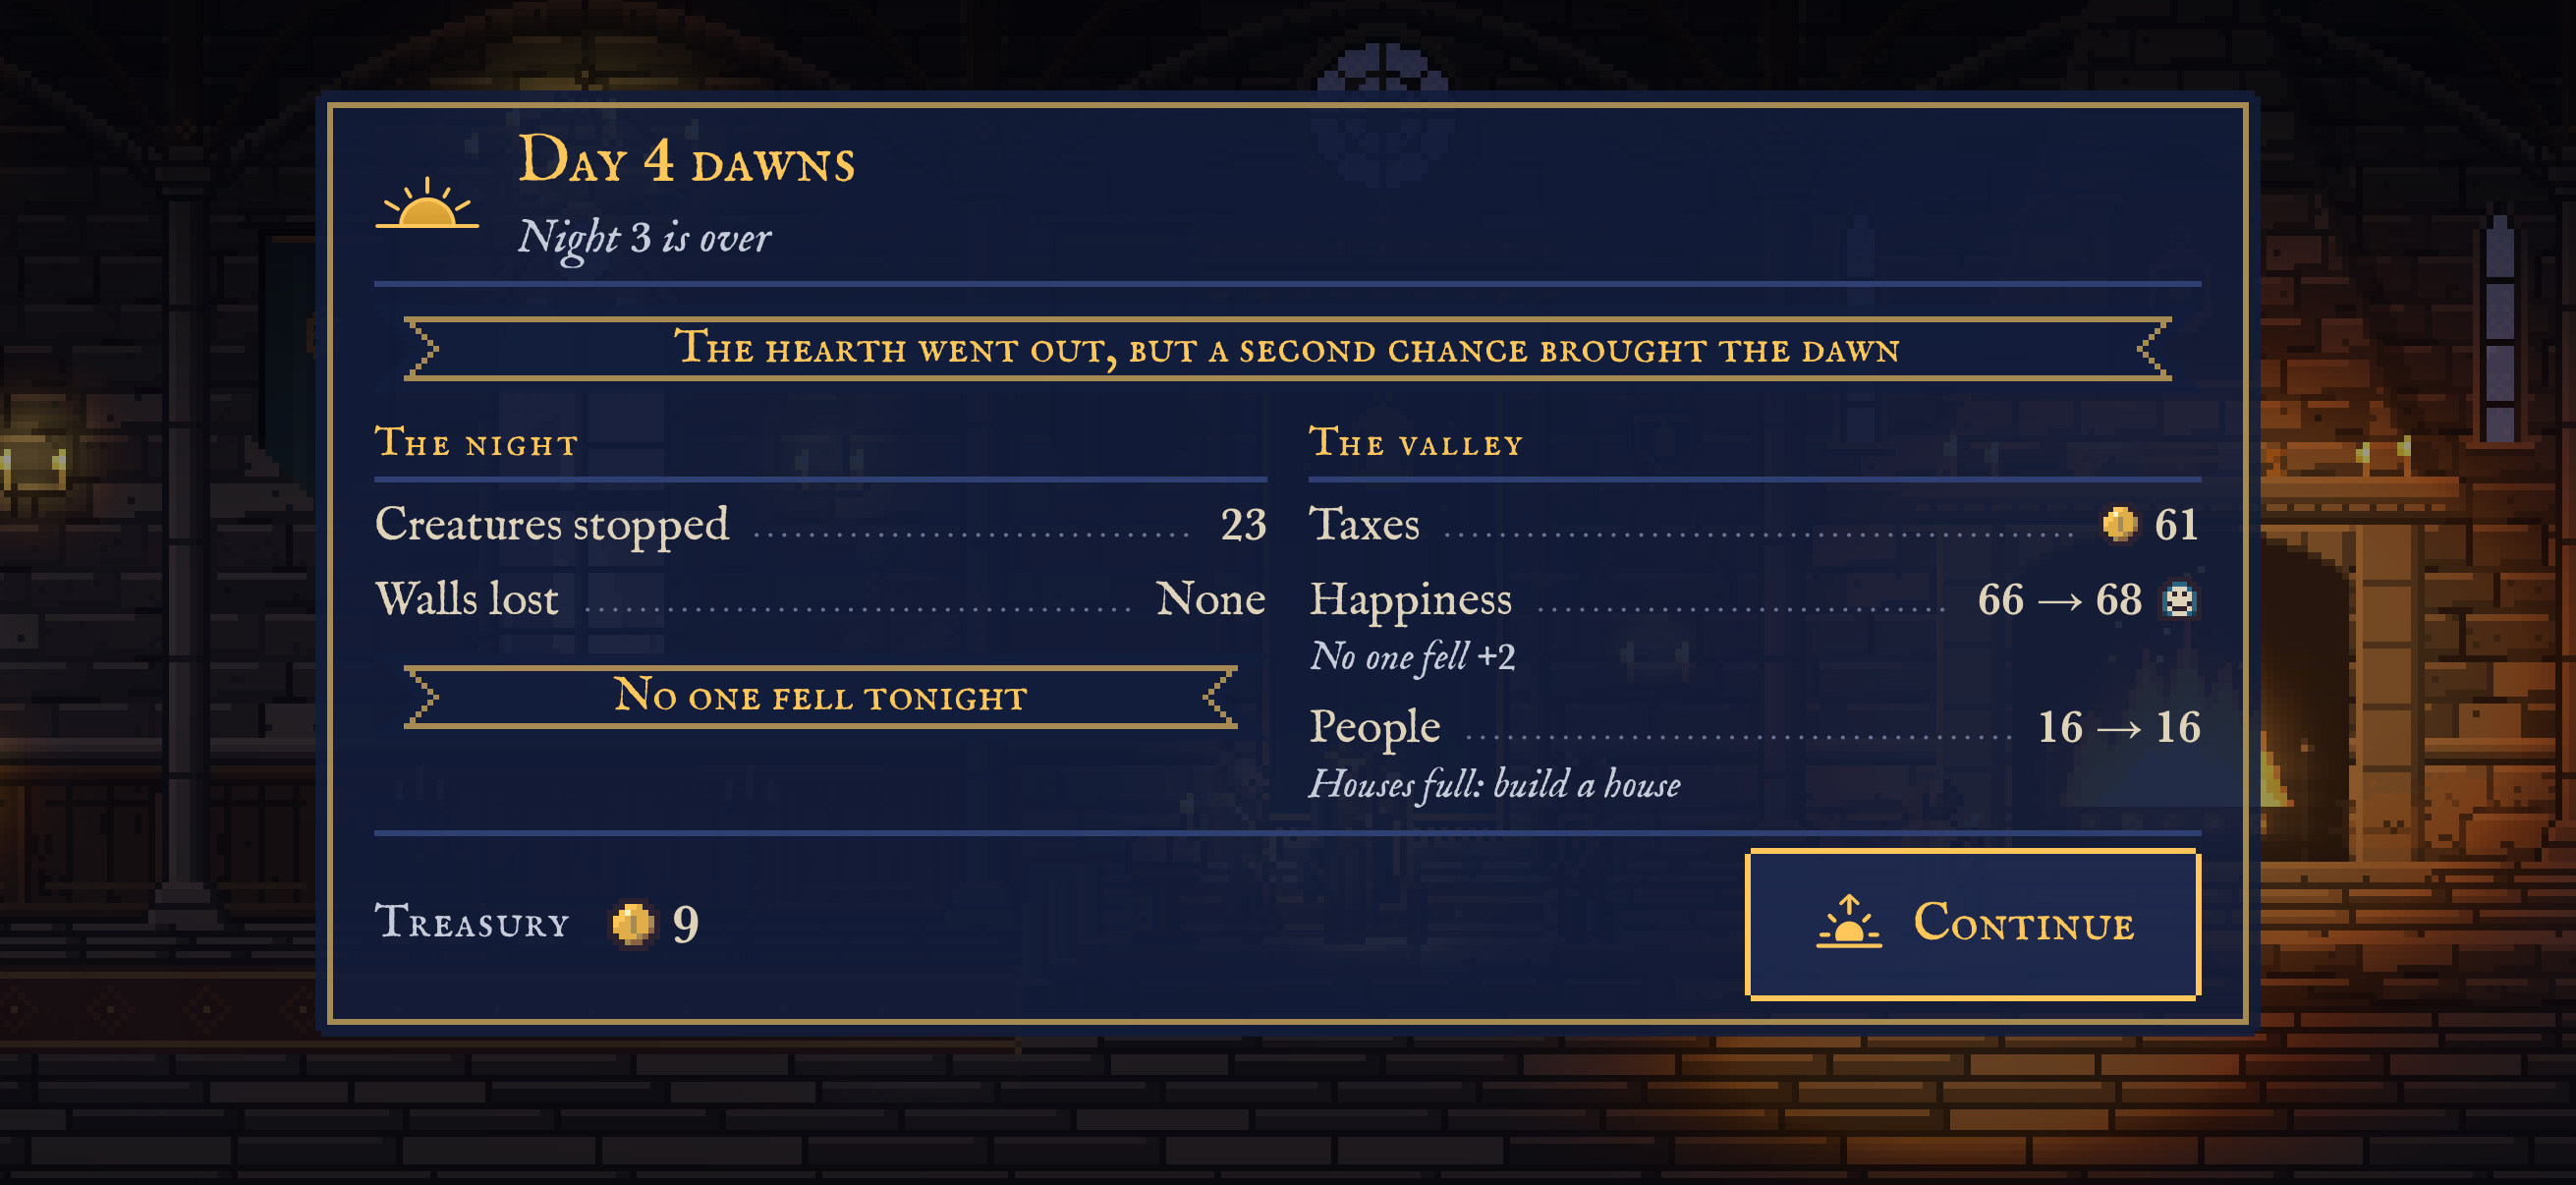 Day 4 dawns
Night 3 is over
The hearth went out, but a second chance brought the dawn
The night
Creatures stopped 23
Walls lost None
No one fell tonight
The valley
Taxes 61
Happiness 66 → 68
No one fell +2
People 16 → 16
Houses full: build a house
Treasury 9
Continue